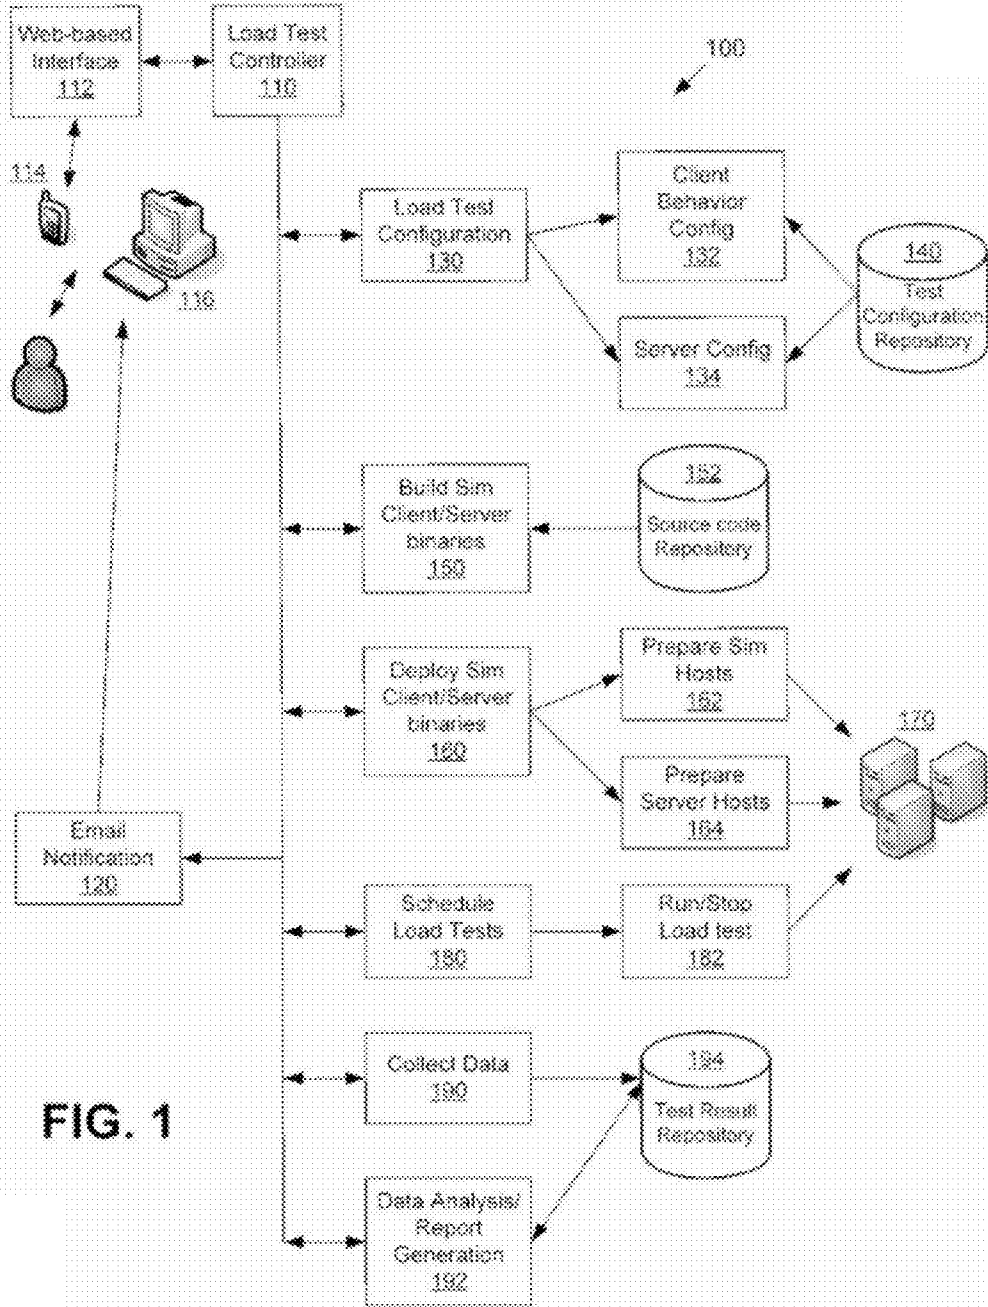 Web-based
Interface
112
Load Test
Controller
110
100
114
116
Load Test
Configuration
130
Client
Behavior
Config
132
Server Config
134
140
Test
Configuration
Repository
Build Sim
Client/Server
binaries
150
152
Source code
Repository
Deploy Sim
Client/Server
binaries
160
Prepare Sim
Hosts
162
Prepare
Server Hosts
164
170
Email
Notification
120
Schedule
Load Tests
180
Run/Stop
Load test
182
Collect Data
190
194
Test Result
Repository
Data Analysis/
Report
Generation
192
FIG. 1